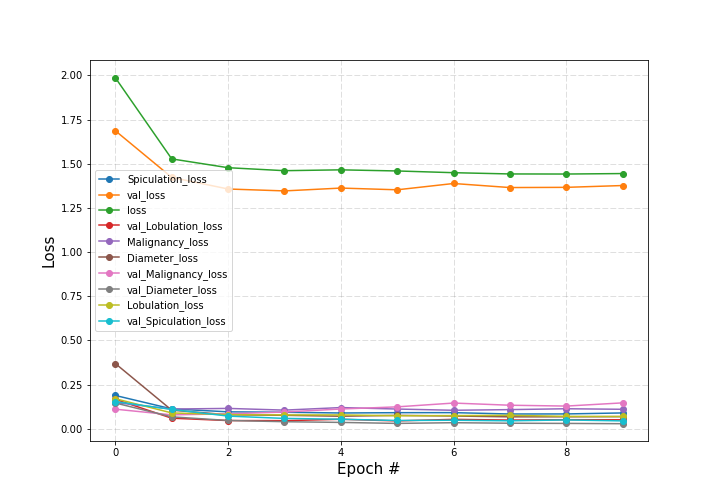 2.00
1.75
1.50
1.25
1.00
0.75
0.50
0.25
0.00
Loss
Spiculation_loss
val_loss
loss
val_Lobulation_loss
Malignancy_loss
Diameter_loss
val_Malignancy_loss
val_Diameter_loss
Lobulation_loss
val_Spiculation_loss
0 2 4 6 8
Epoch #